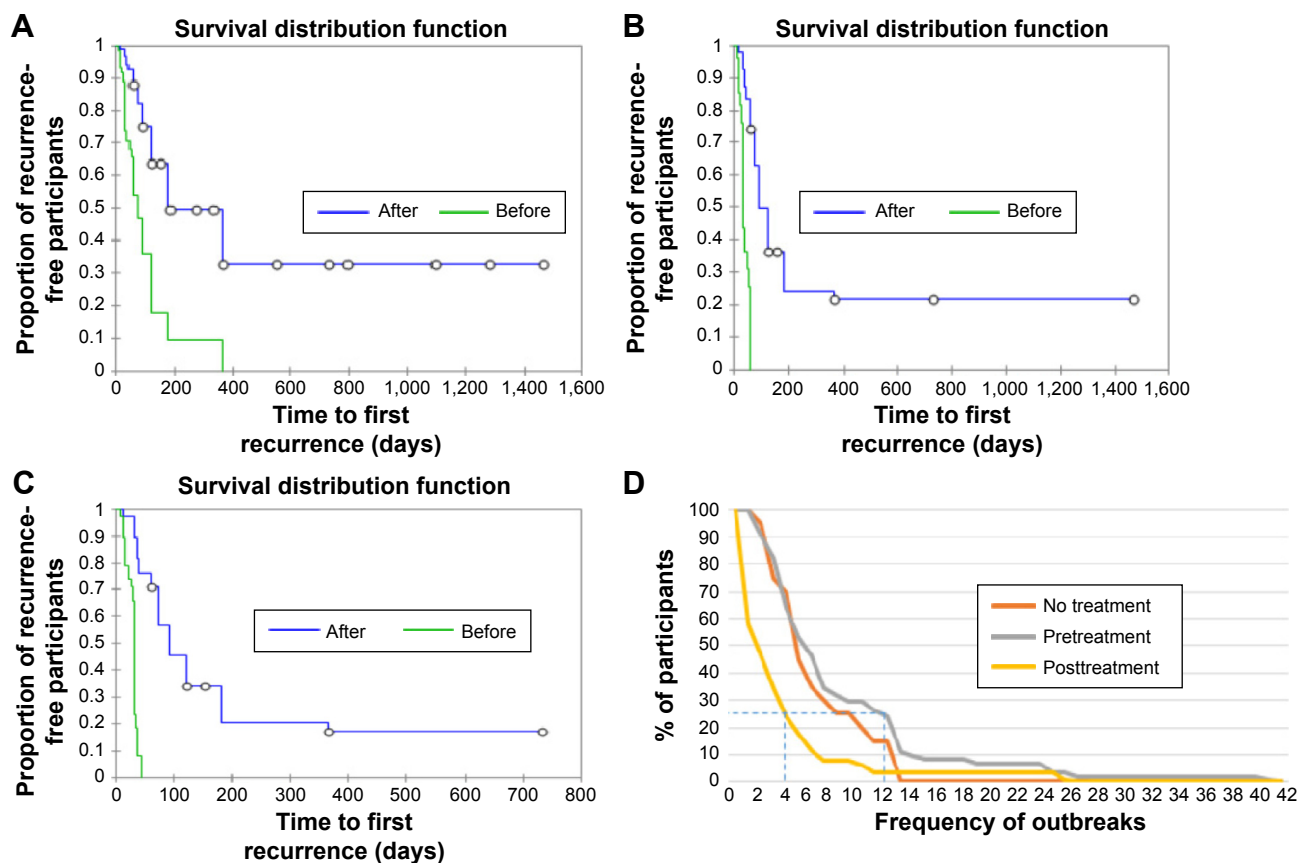 A
Survival distribution function
Proportion of recurrence-
free participants
1
0.9
0.8
0.7
0.6
0.5
0.4
0.3
0.2
0.1
0
After
Before
0 200 400 600 800 1,000 1,200 1,400 1,600
Time to first
recurrence (days)
B
Survival distribution function
Proportion of recurrence-
free participants
1
0.9
0.8
0.7
0.6
0.5
0.4
0.3
0.2
0.1
0
After
Before
0 200 400 600 800 1,000 1,200 1,400 1,600
Time to first
recurrence (days)
C
Survival distribution function
Proportion of recurrence-
free participants
1
0.9
0.8
0.7
0.6
0.5
0.4
0.3
0.2
0.1
0
After
Before
0 100 200 300 400 500 600 700 800
Time to first
recurrence (days)
D
% of participants
100
90
80
70
60
50
40
30
20
10
0
No treatment
Pretreatment
Posttreatment
0 2 4 6 8 10 12 14 16 18 20 22 24 26 28 30 32 34 36 38 40 42
Frequency of outbreaks